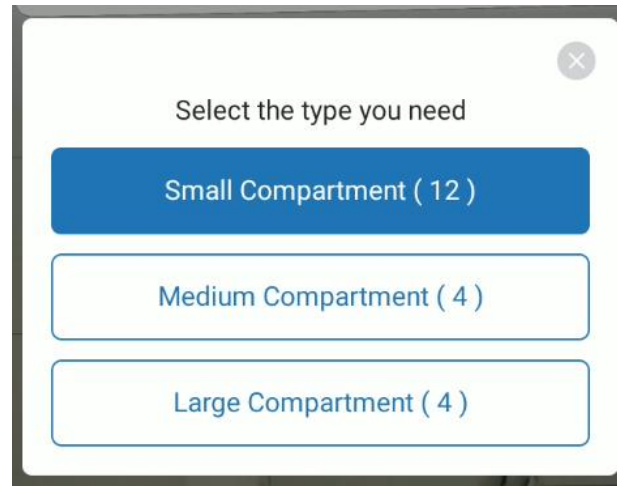 Select the type you need
Small Compartment ( 12 )
Medium Compartment ( 4 )
Large Compartment ( 4 )